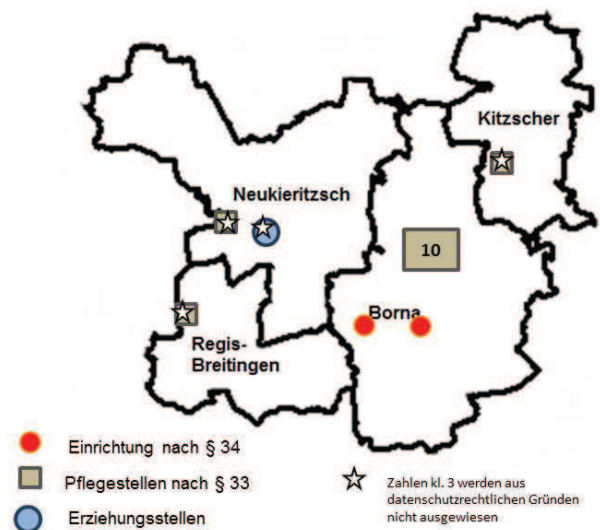 Kitzscher
Neukieritzsch
10
Borna
Regis-
Breitingen
Einrichtung nach § 34
Pflegestellen nach § 33
Erziehungsstellen
Zahlen kl. 3 werden aus
datenschutzrechtlichen Gründen
nicht ausgewiesen